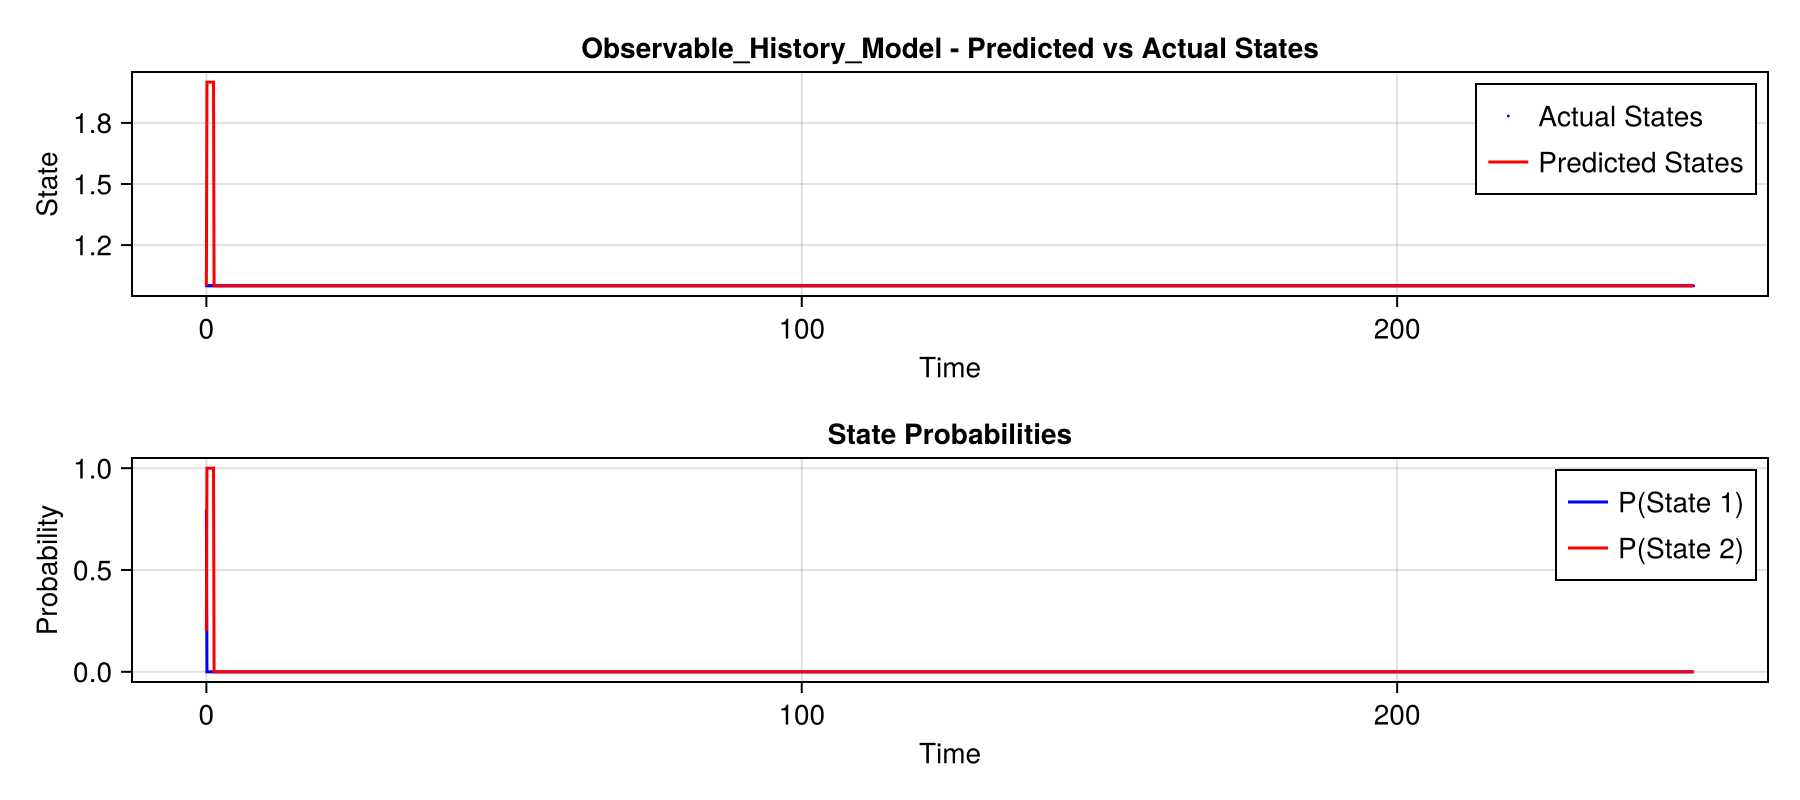 Observable_History_Model - Predicted vs Actual States
State
1.8
1.5
1.2
Actual States
Predicted States
0 100 200
Time
State Probabilities
Probability
1.0
0.5
0.0
P(State 1)
P(State 2)
0 100 200
Time